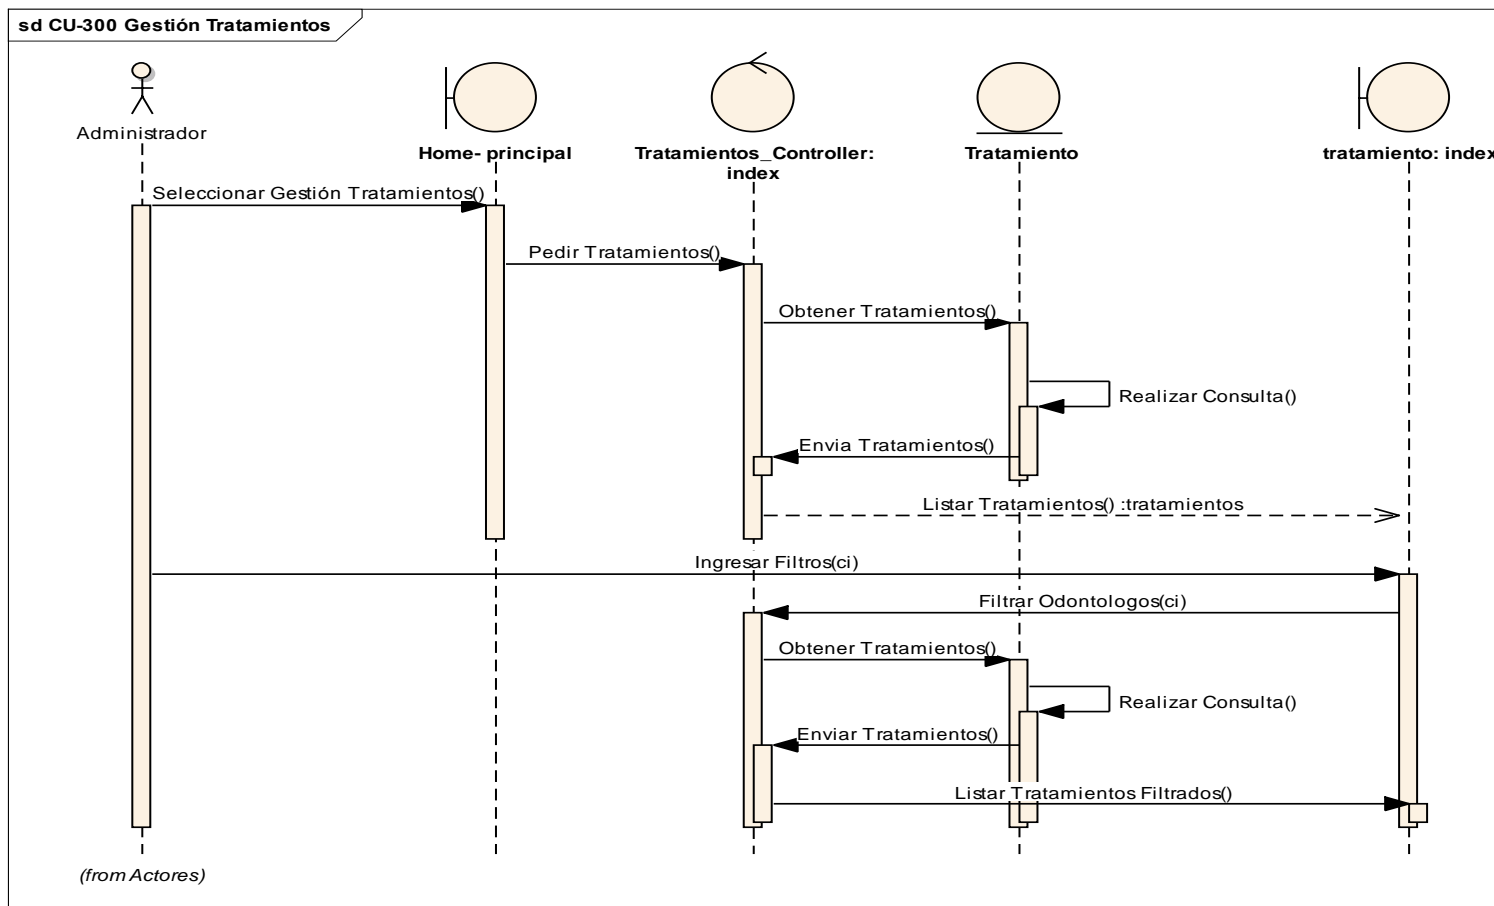 sd CU-300 Gestión Tratamientos
Administrador
Home- principal
Tratamientos_Controller:
index
Tratamiento
tratamiento: index
Seleccionar Gestión Tratamientos()
Pedir Tratamientos()
Obtener Tratamientos()
Realizar Consulta()
Envia Tratamientos()
Listar Tratamientos() :tratamientos
Ingresar Filtros(ci)
Filtrar Odontologos(ci)
Obtener Tratamientos()
Realizar Consulta()
Enviar Tratamientos()
Listar Tratamientos Filtrados()
(from Actores)